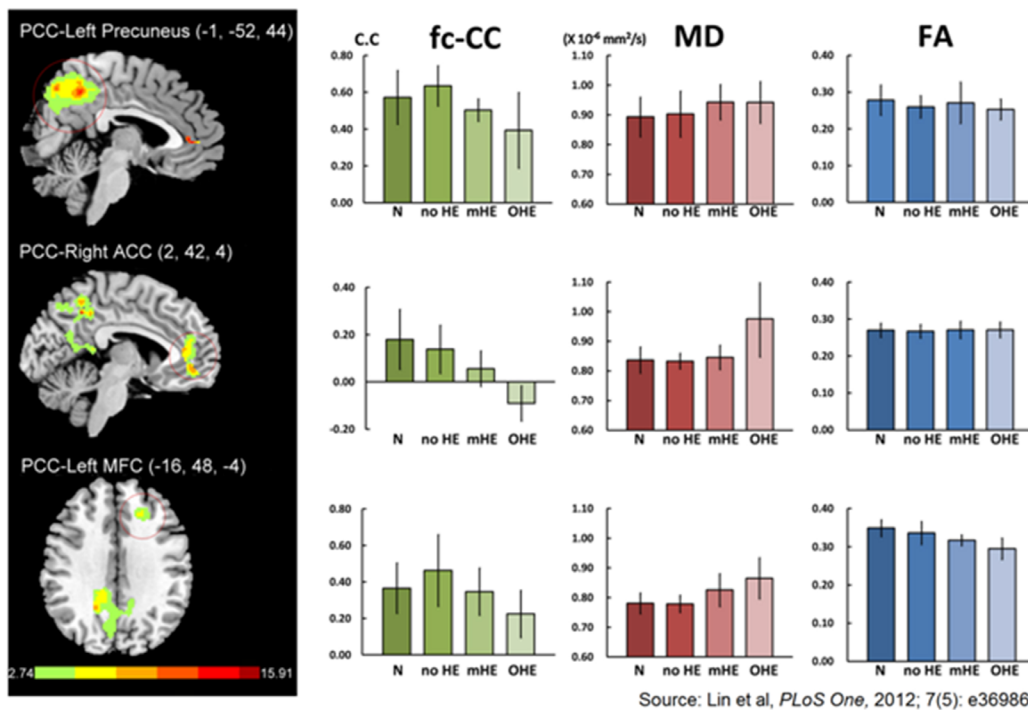 PCC-Left Precuneus (-1, -52, 44)
PCC-Right ACC (2, 42, 4)
PCC-Left MFC (-16, 48, -4)
2.74
15.91
C.C
fc-CC
(X 10⁻⁶ mm²/s)
MD
FA
0.80
0.60
0.40
0.20
0.00
N no HE mHE OHE
1.10
1.00
0.90
0.80
0.70
0.60
N no HE mHE OHE
0.40
0.30
0.20
0.10
0.00
N no HE mHE OHE
0.40
0.20
0.00
-0.20
N no HE mHE OHE
1.10
1.00
0.90
0.80
0.70
0.60
N no HE mHE OHE
0.40
0.30
0.20
0.10
0.00
N no HE mHE OHE
0.80
0.60
0.40
0.20
0.00
N no HE mHE OHE
1.10
1.00
0.90
0.80
0.70
0.60
N no HE mHE OHE
0.40
0.30
0.20
0.10
0.00
N no HE mHE OHE
Source: Lin et al, PLoS One, 2012; 7(5): e36986